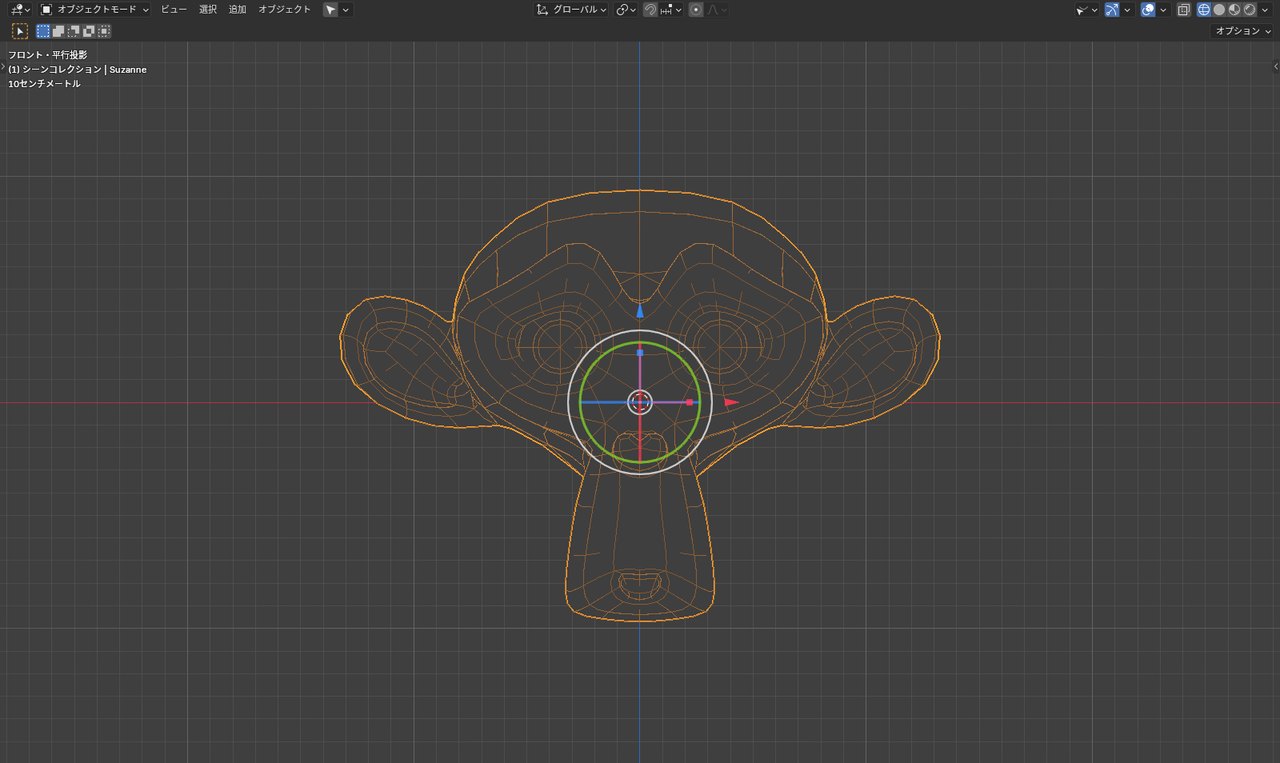 オブジェクトモード ビュー 選択 追加 オブジェクト グローバル
オプション
フロント・平行投影
(1) シーンコレクション | Suzanne
10センチメートル